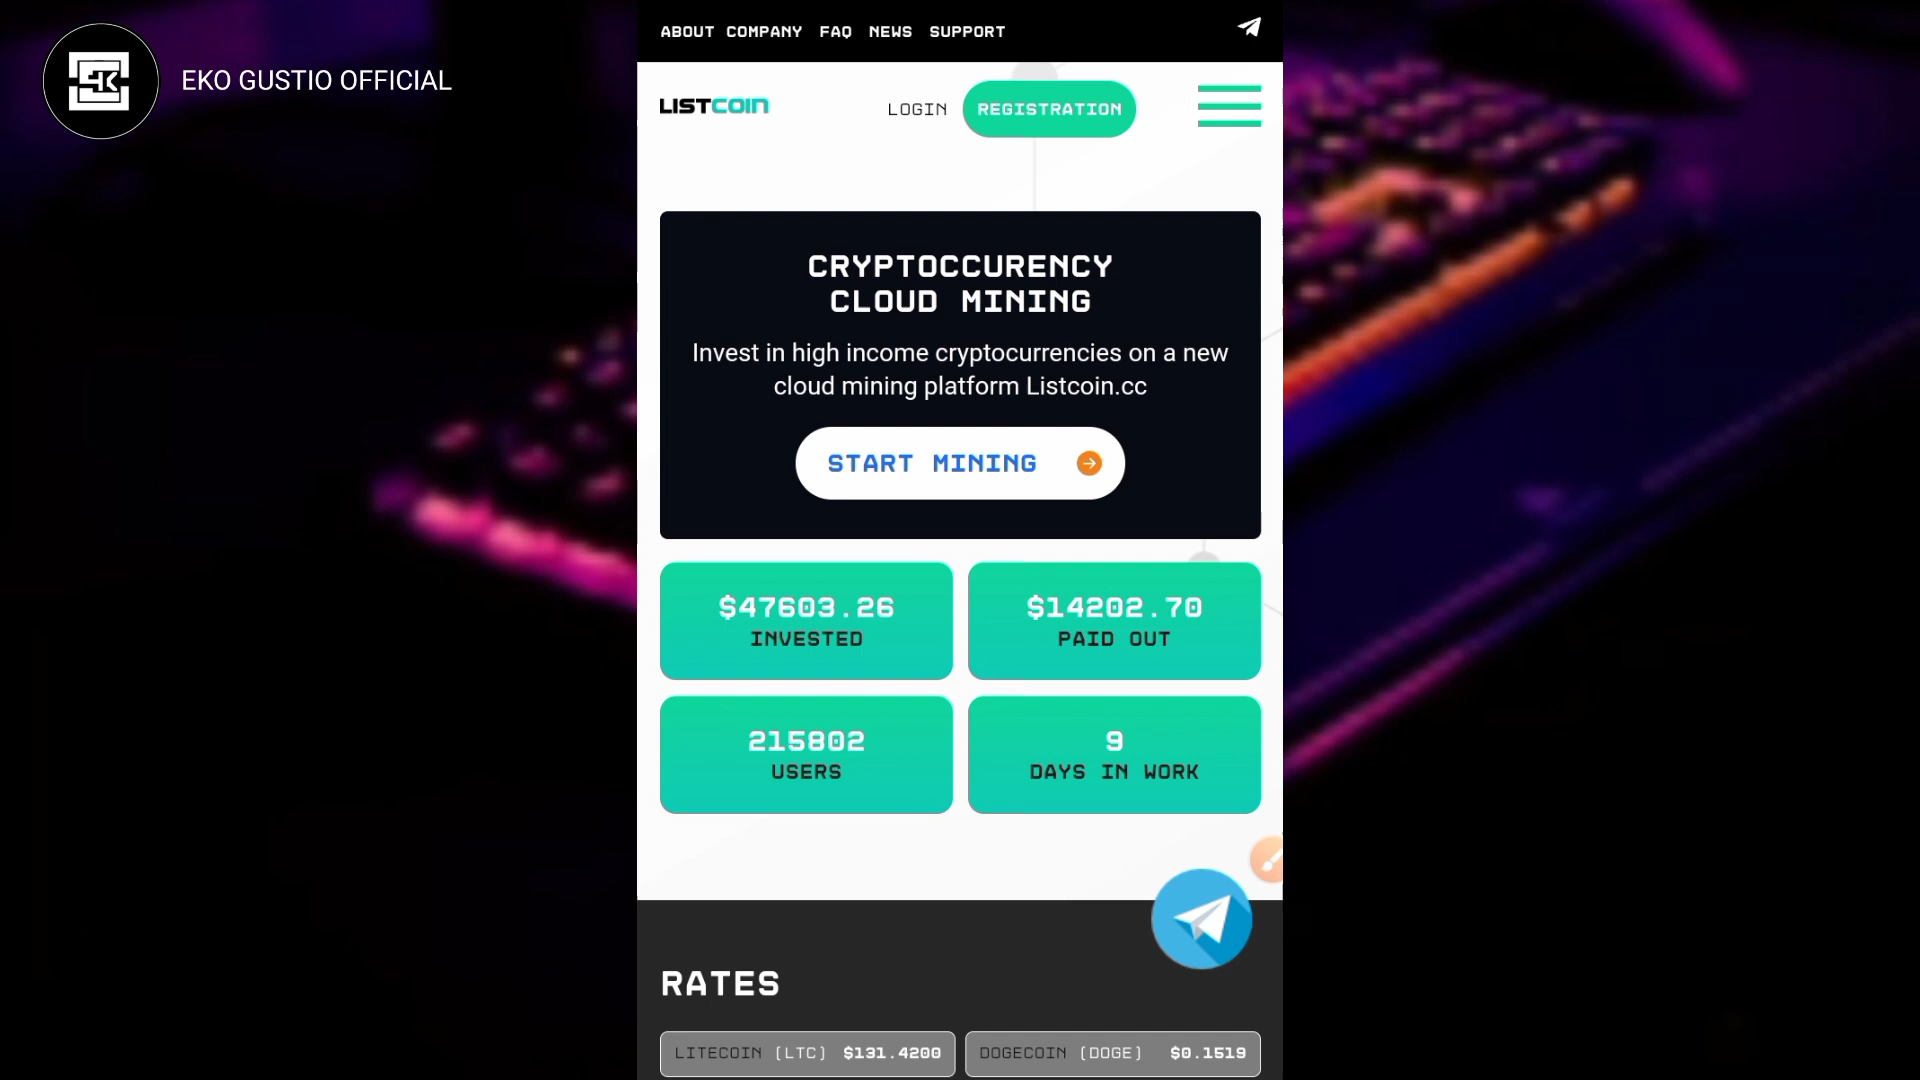 EKO GUSTIO OFFICIAL
ABOUT COMPANY FAQ NEWS SUPPORT
LISTCOIN
LOGIN
REGISTRATION
CRYPTOCCURENCY
CLOUD MINING
Invest in high income cryptocurrencies on a new
cloud mining platform Listcoin.cc
START MINING
$47603.26
INVESTED
$14202.70
PAID OUT
215802
USERS
9
DAYS IN WORK
RATES
LITECOIN (LTC) $131.4200
DOGECOIN (DOGE) $0.1519